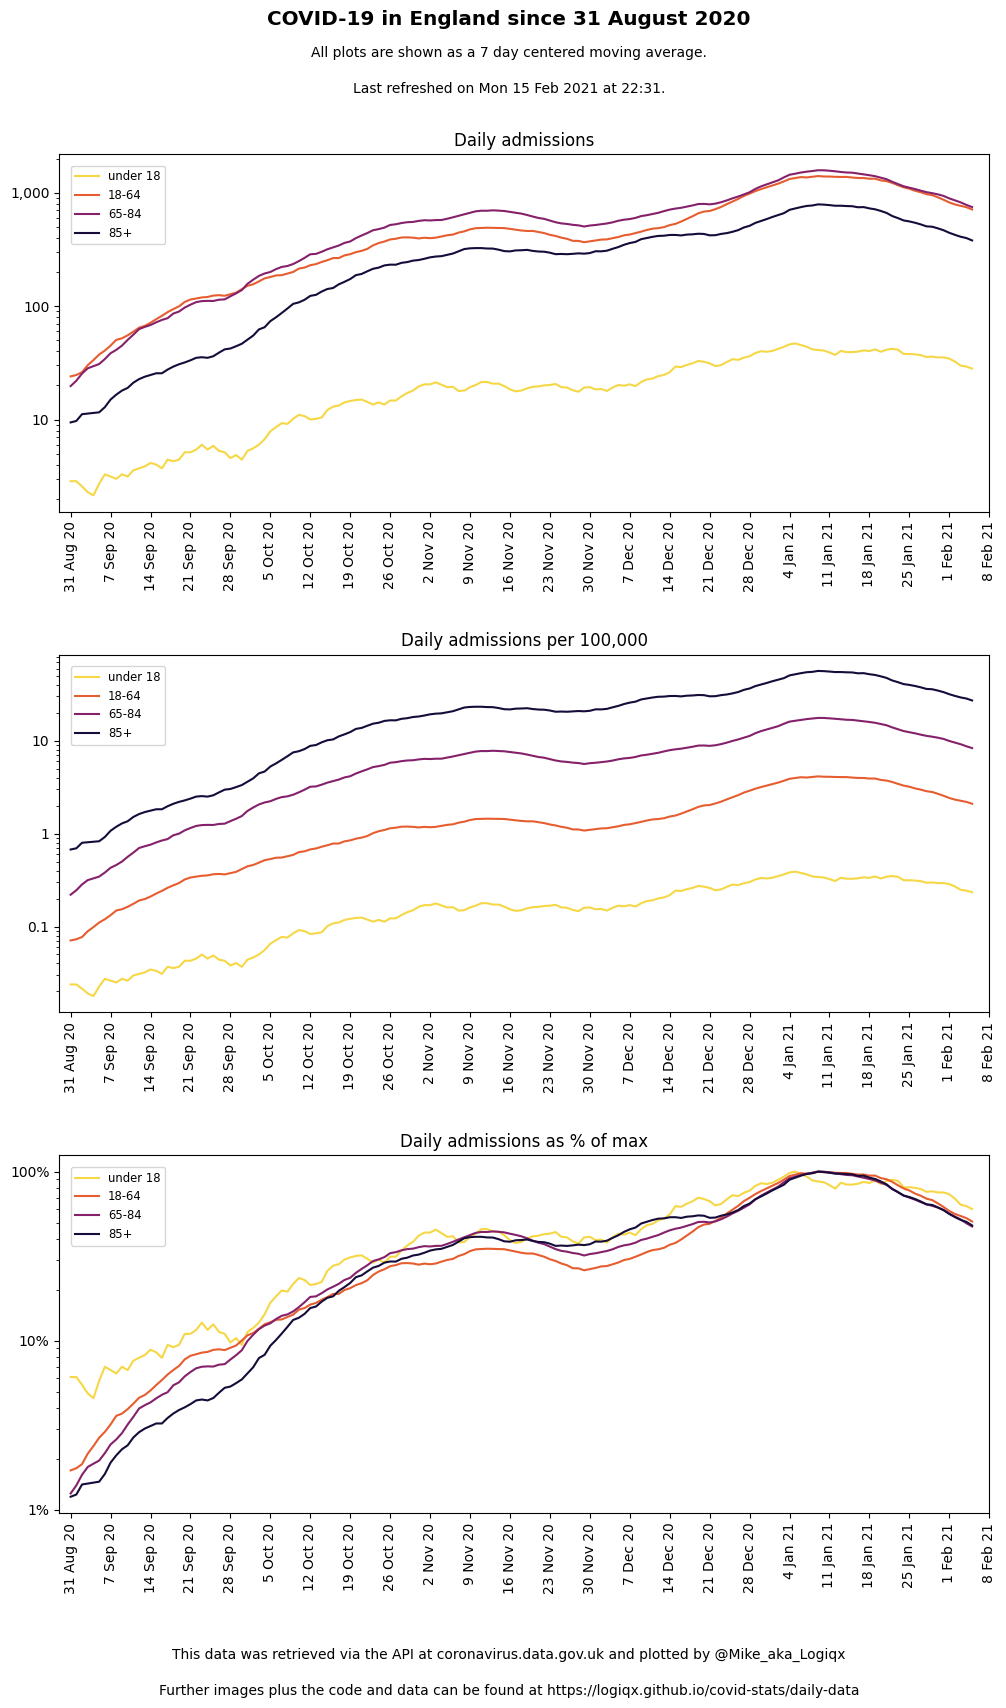 COVID-19 in England since 31 August 2020
All plots are shown as a 7 day centered moving average.
Last refreshed on Mon 15 Feb 2021 at 22:31.
Daily admissions
under 18
18-64
65-84
85+
1,000
100
10
31 Aug 20
7 Sep 20
14 Sep 20
21 Sep 20
28 Sep 20
5 Oct 20
12 Oct 20
19 Oct 20
26 Oct 20
2 Nov 20
9 Nov 20
16 Nov 20
23 Nov 20
30 Nov 20
7 Dec 20
14 Dec 20
21 Dec 20
28 Dec 20
4 Jan 21
11 Jan 21
18 Jan 21
25 Jan 21
1 Feb 21
8 Feb 21
Daily admissions per 100,000
under 18
18-64
65-84
85+
10
1
0.1
31 Aug 20
7 Sep 20
14 Sep 20
21 Sep 20
28 Sep 20
5 Oct 20
12 Oct 20
19 Oct 20
26 Oct 20
2 Nov 20
9 Nov 20
16 Nov 20
23 Nov 20
30 Nov 20
7 Dec 20
14 Dec 20
21 Dec 20
28 Dec 20
4 Jan 21
11 Jan 21
18 Jan 21
25 Jan 21
1 Feb 21
8 Feb 21
Daily admissions as % of max
under 18
18-64
65-84
85+
100%
10%
1%
31 Aug 20
7 Sep 20
14 Sep 20
21 Sep 20
28 Sep 20
5 Oct 20
12 Oct 20
19 Oct 20
26 Oct 20
2 Nov 20
9 Nov 20
16 Nov 20
23 Nov 20
30 Nov 20
7 Dec 20
14 Dec 20
21 Dec 20
28 Dec 20
4 Jan 21
11 Jan 21
18 Jan 21
25 Jan 21
1 Feb 21
8 Feb 21
This data was retrieved via the API at coronavirus.data.gov.uk and plotted by @Mike_aka_Logiqx
Further images plus the code and data can be found at https://logiqx.github.io/covid-stats/daily-data